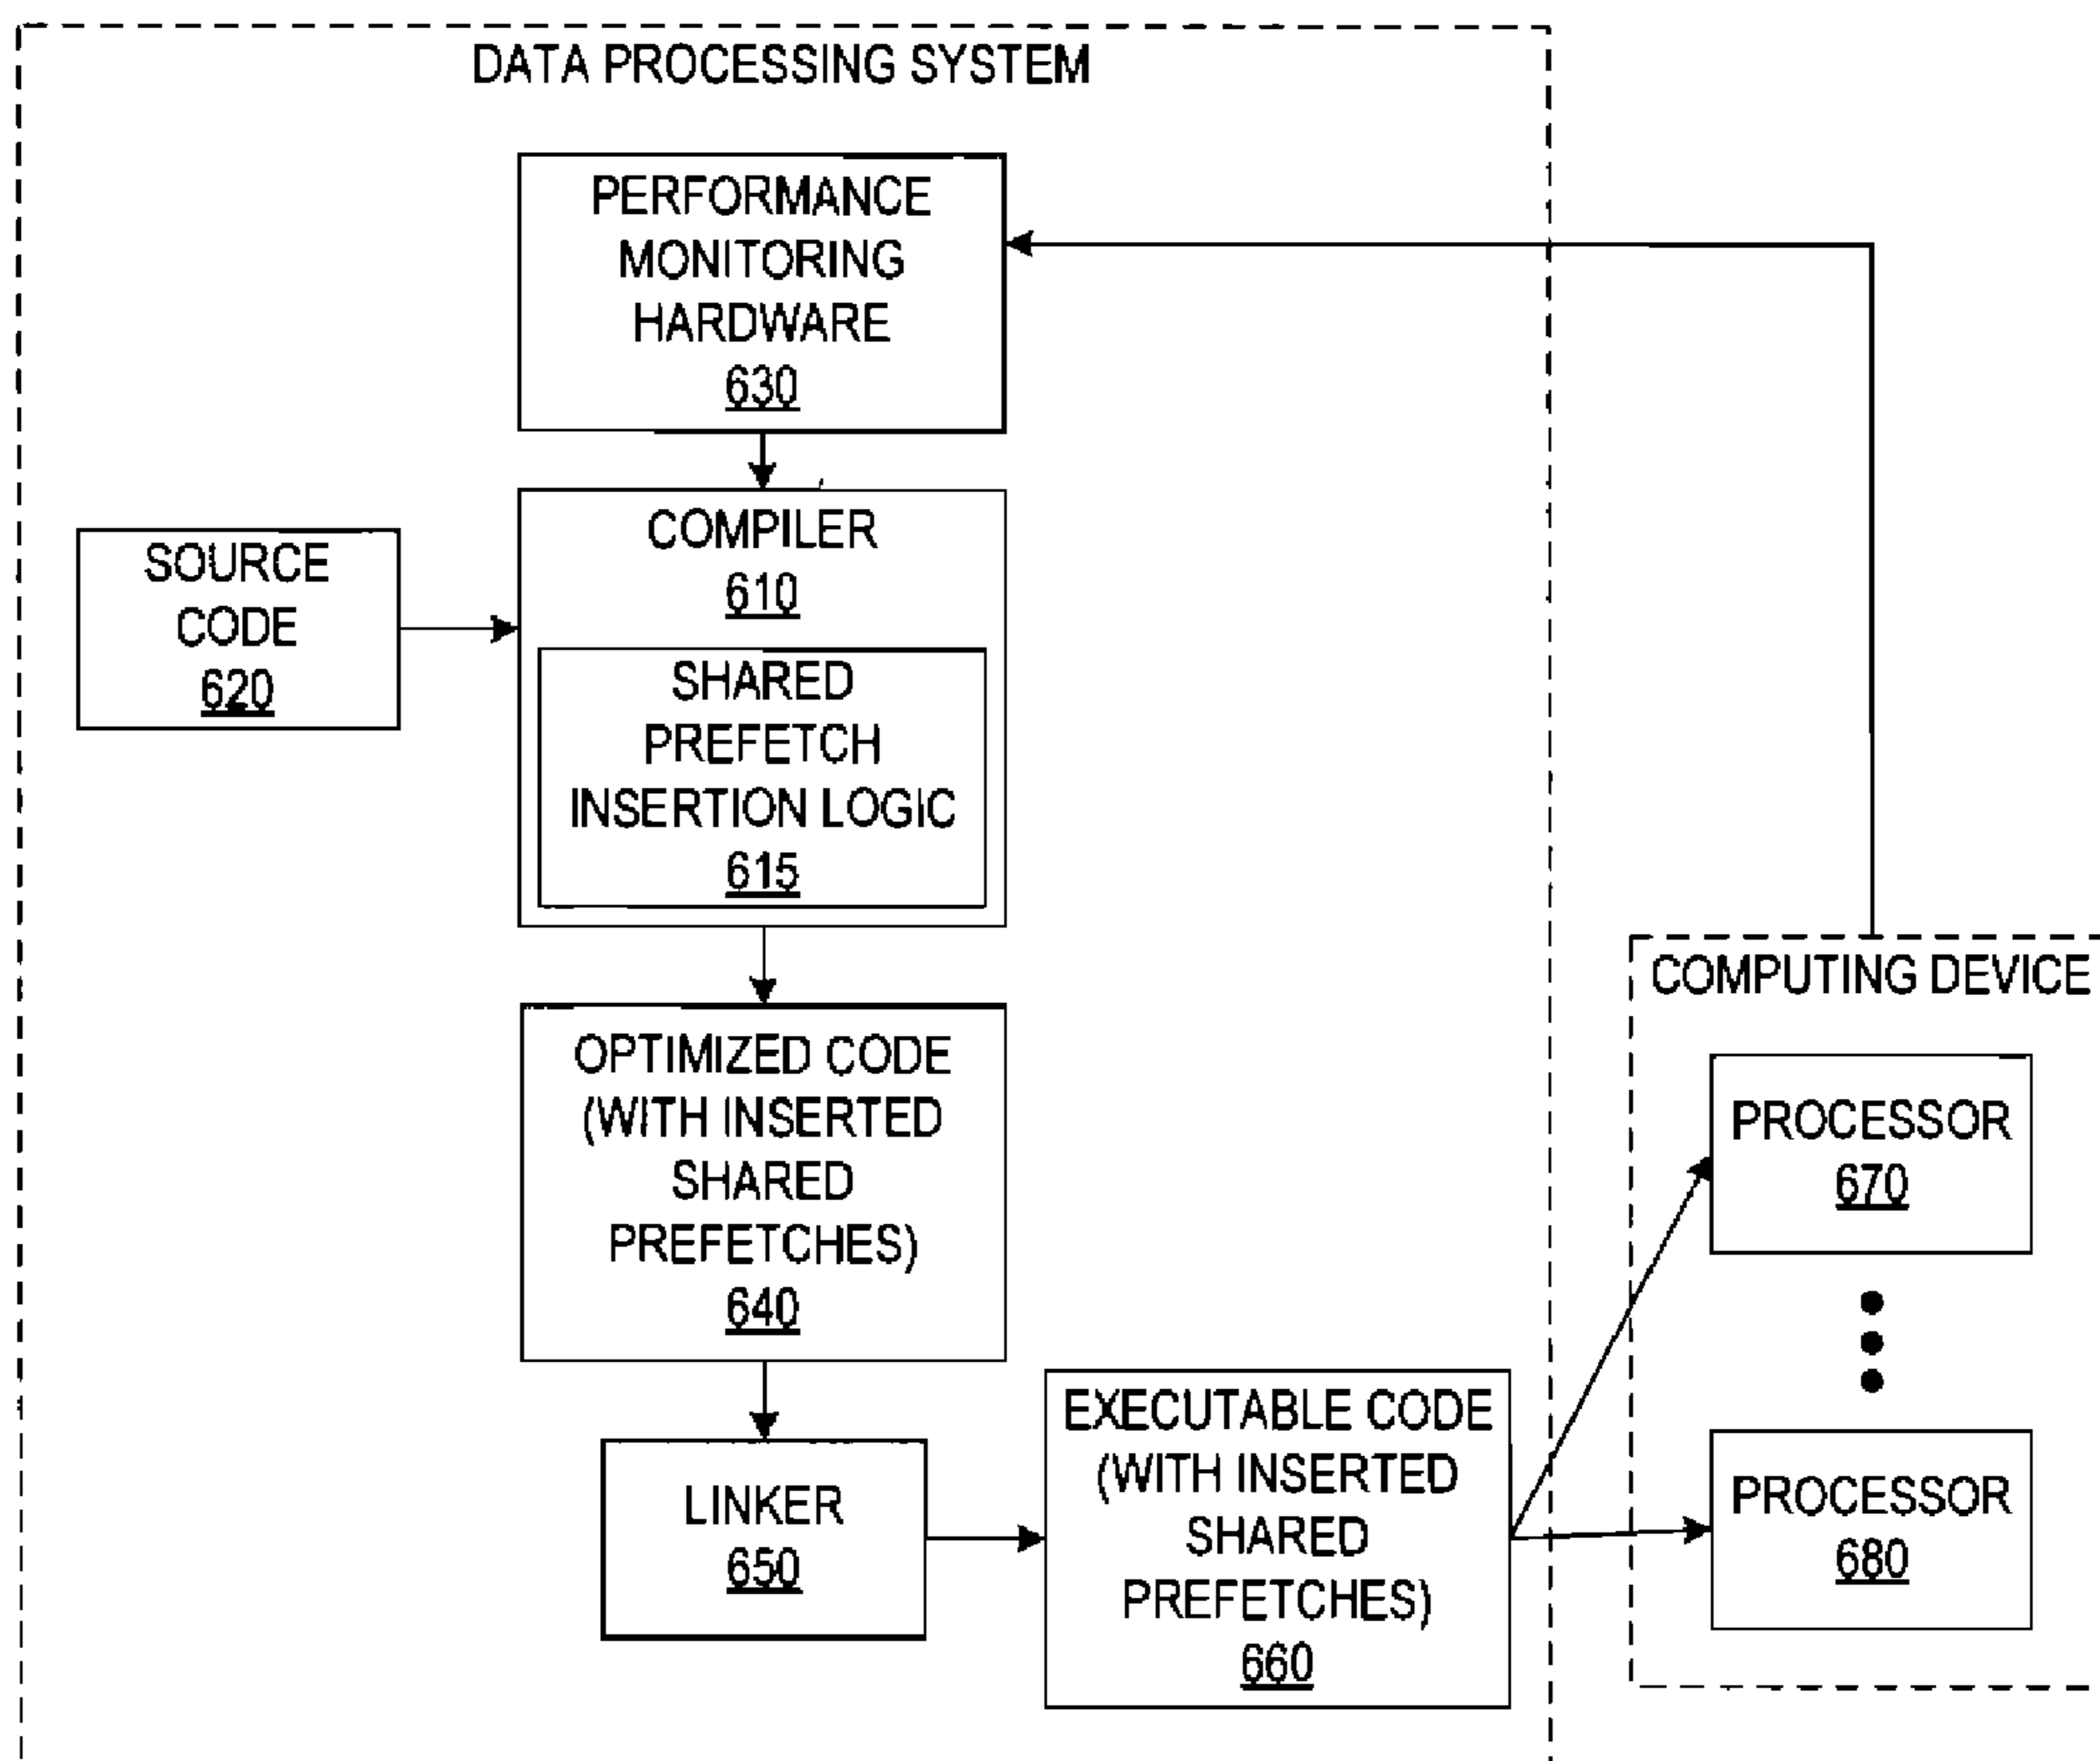 DATA PROCESSING SYSTEM
PERFORMANCE
MONITORING
HARDWARE
630
COMPILER
610
SOURCE
CODE
620
SHARED
PREFETCH
INSERTION LOGIC
615
COMPUTING DEVICE
OPTIMIZED CODE
(WITH INSERTED
SHARED
PREFETCHES)
640
PROCESSOR
670
LINKER
650
EXECUTABLE CODE
(WITH INSERTED
SHARED
PREFETCHES)
660
PROCESSOR
680